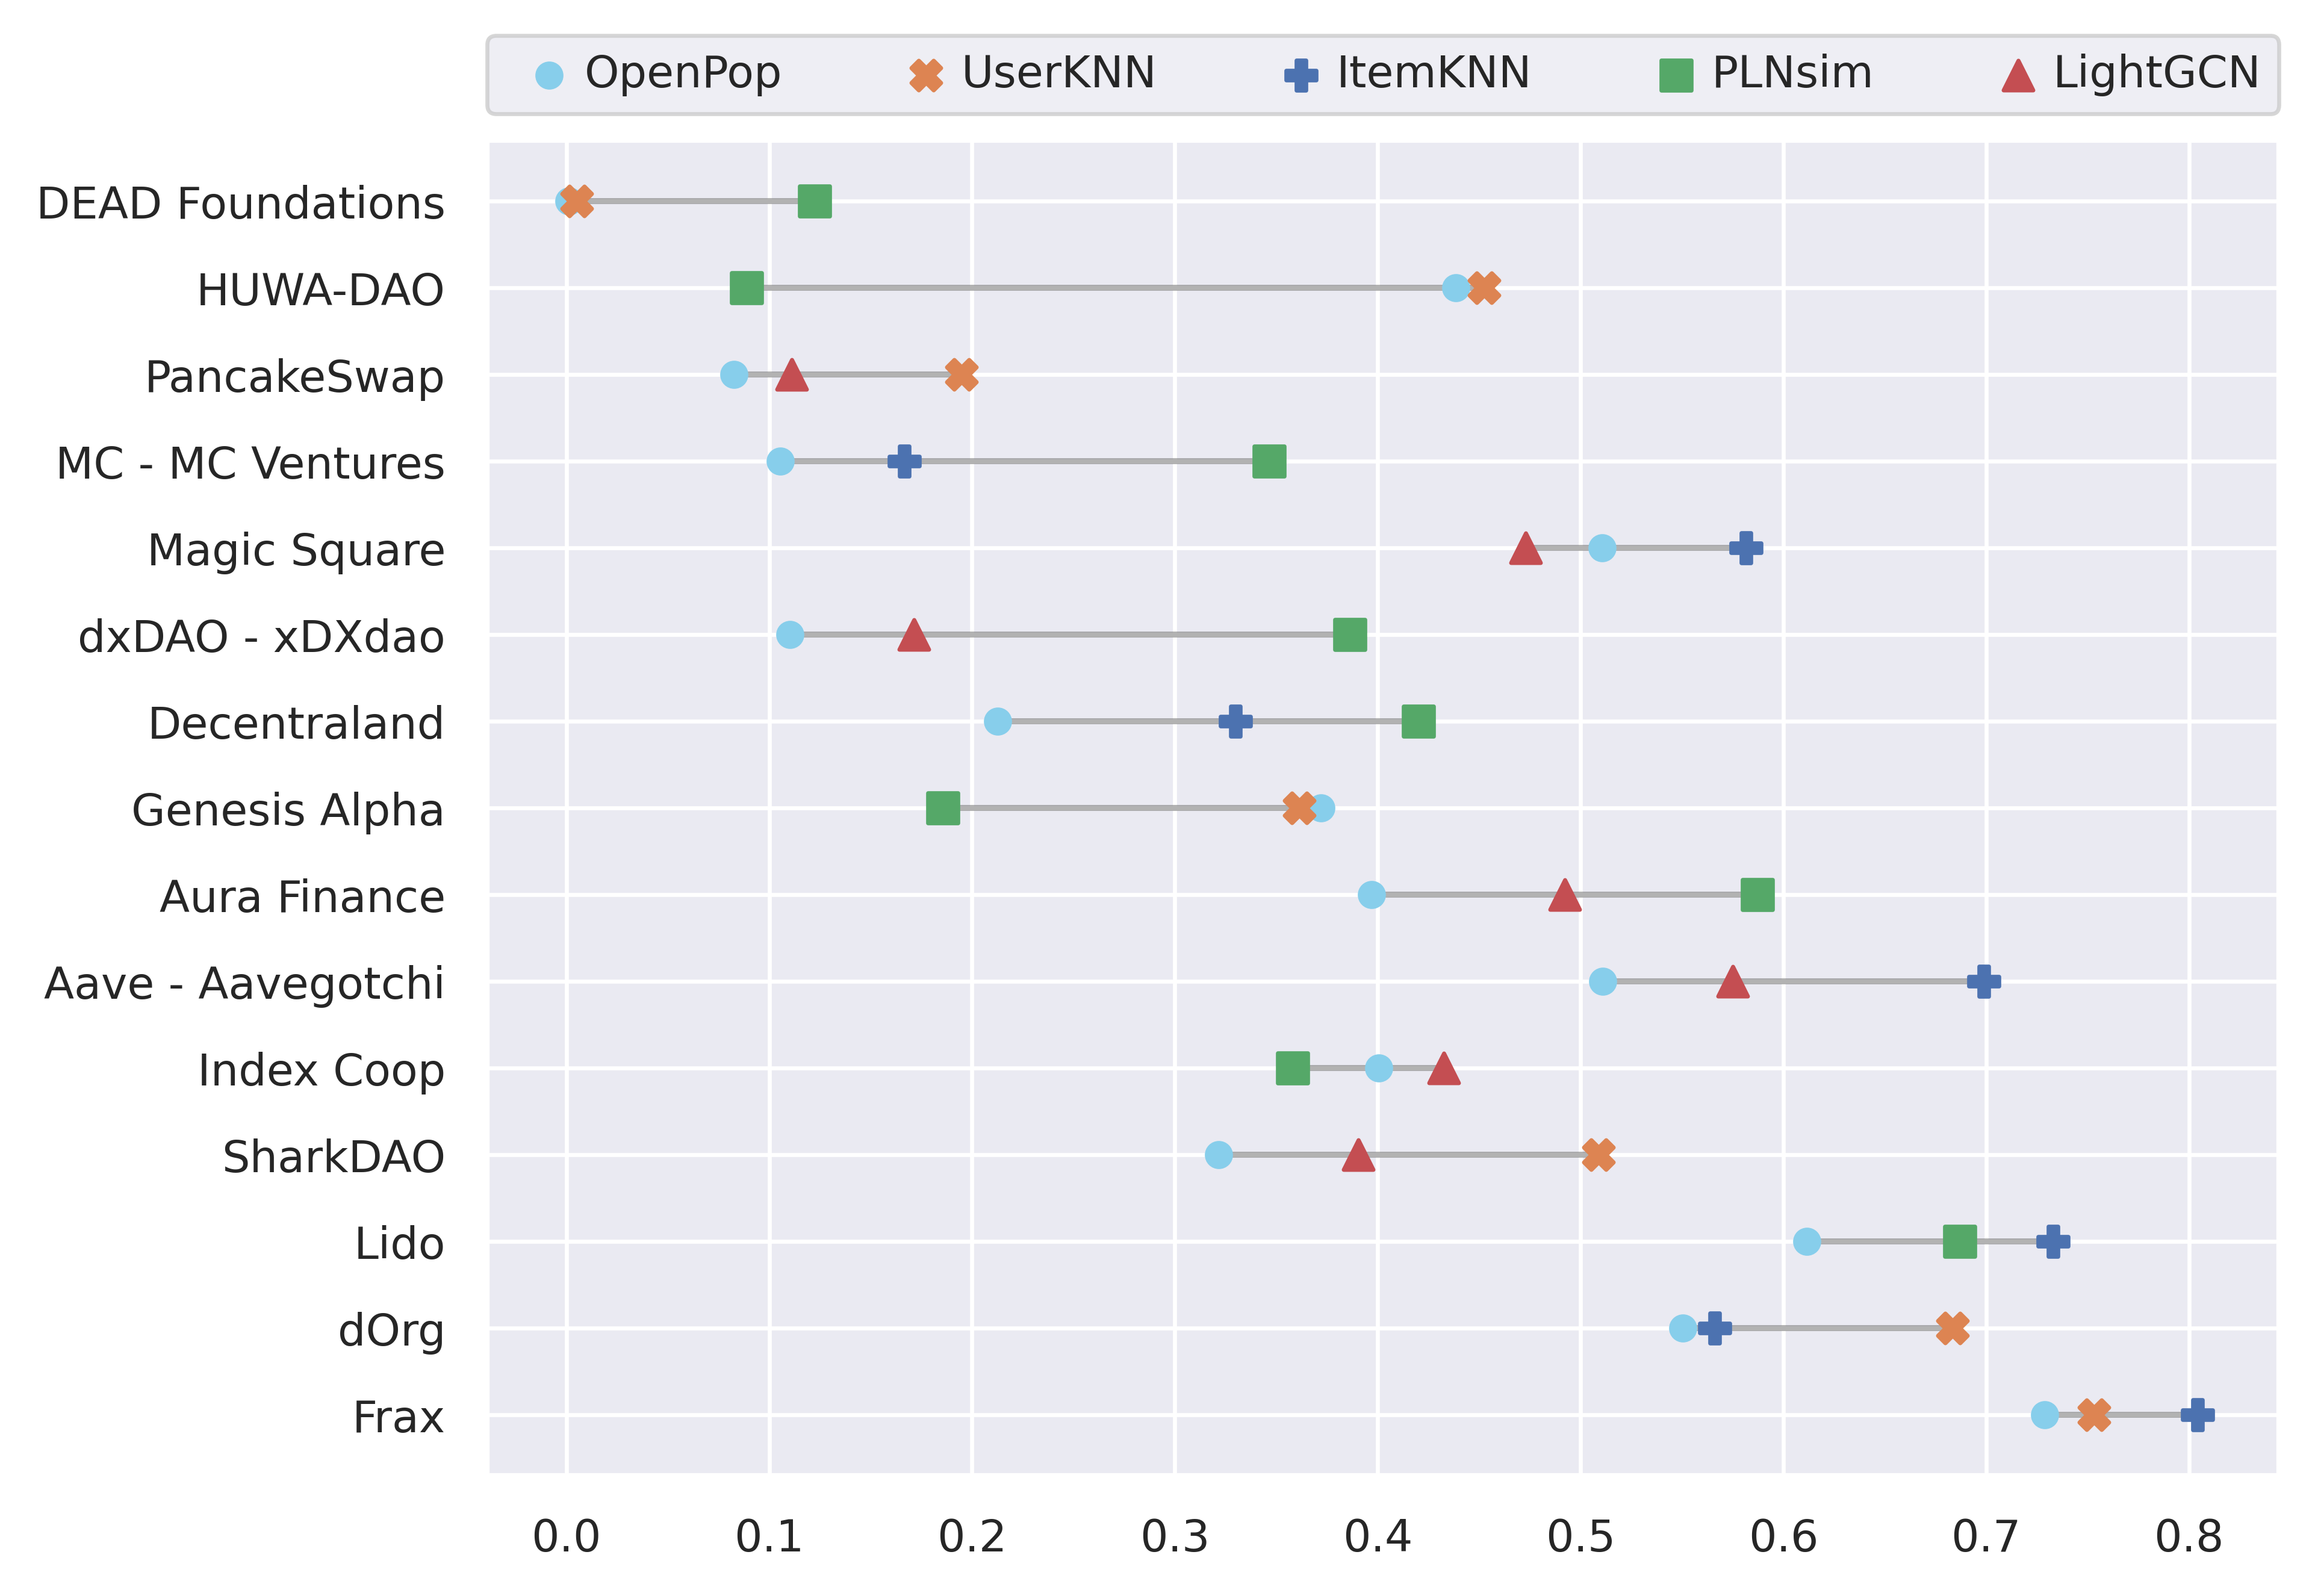 OpenPop UserKNN ItemKNN PLNsim LightGCN
DEAD Foundations
HUWA-DAO
PancakeSwap
MC - MC Ventures
Magic Square
dxDAO - xDXdao
Decentraland
Genesis Alpha
Aura Finance
Aave - Aavegotchi
Index Coop
SharkDAO
Lido
dOrg
Frax
0.0 0.1 0.2 0.3 0.4 0.5 0.6 0.7 0.8